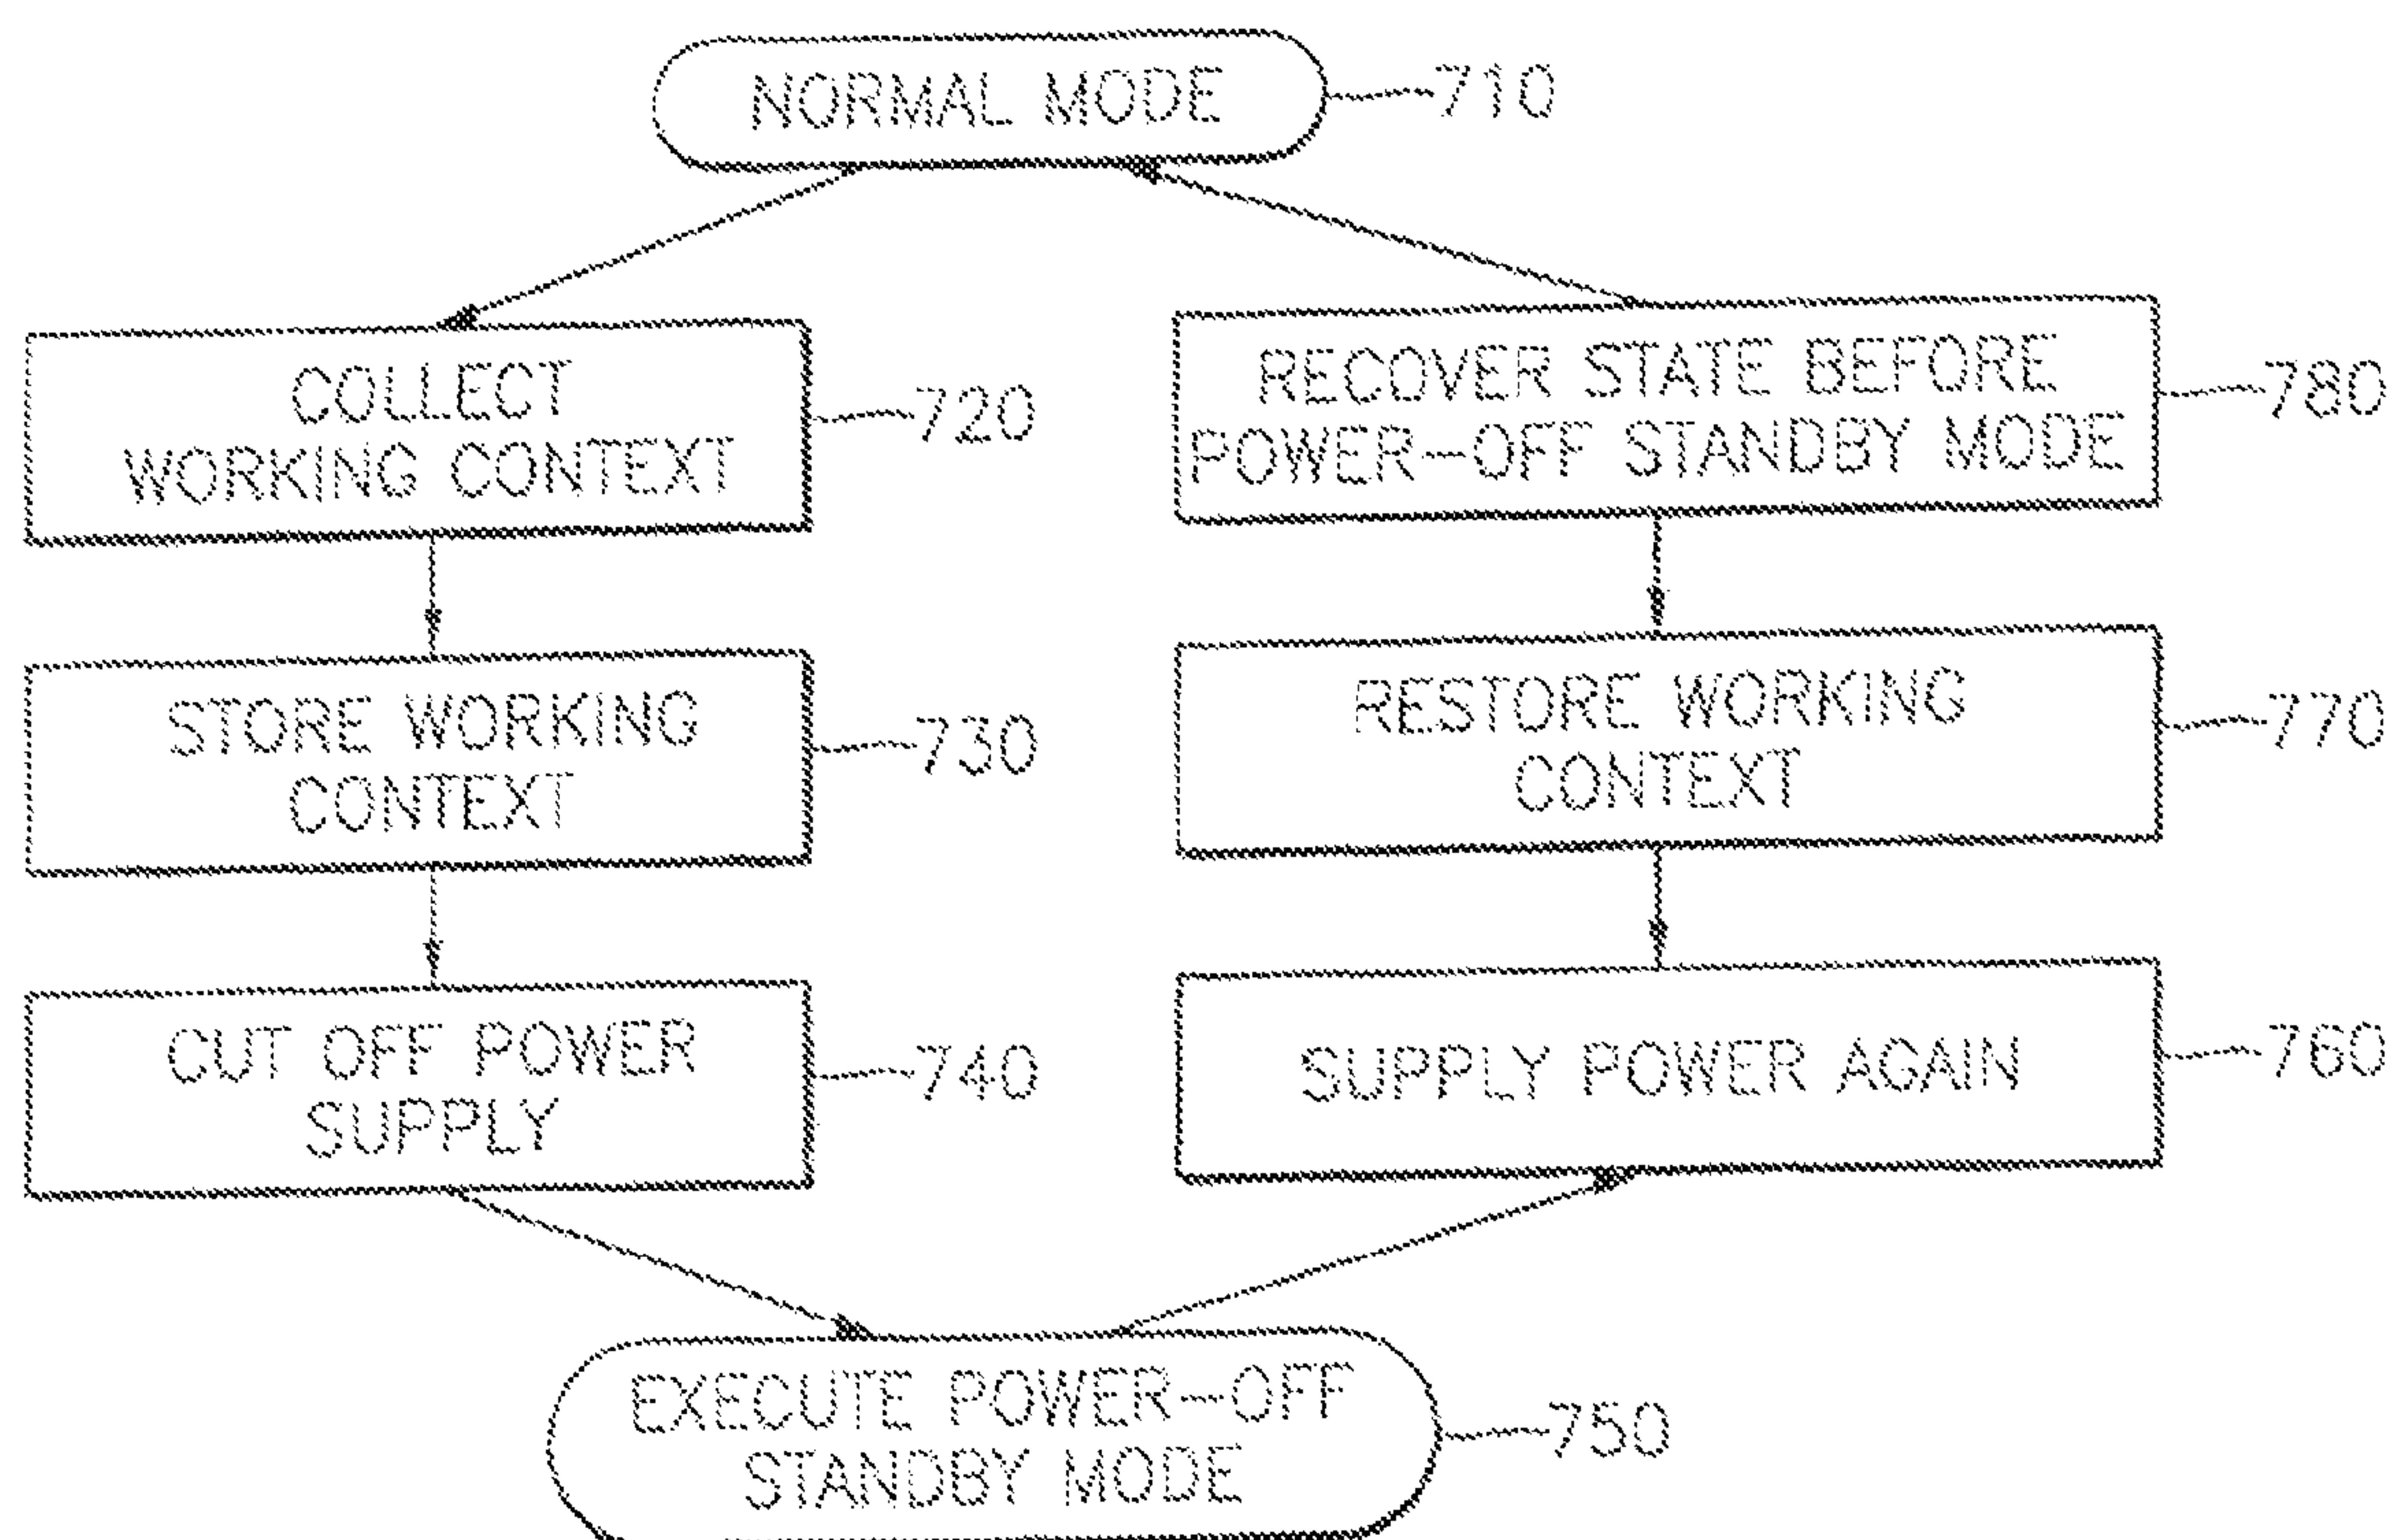 NORMAL MODE
710
COLLECT
WORKING CONTEXT
720
RECOVER STATE BEFORE
POWER-OFF STANDBY MODE
780
STORE WORKING
CONTEXT
730
RESTORE WORKING
CONTEXT
770
CUT OFF POWER
SUPPLY
740
SUPPLY POWER AGAIN
760
EXECUTE POWER-OFF
STANDBY MODE
750